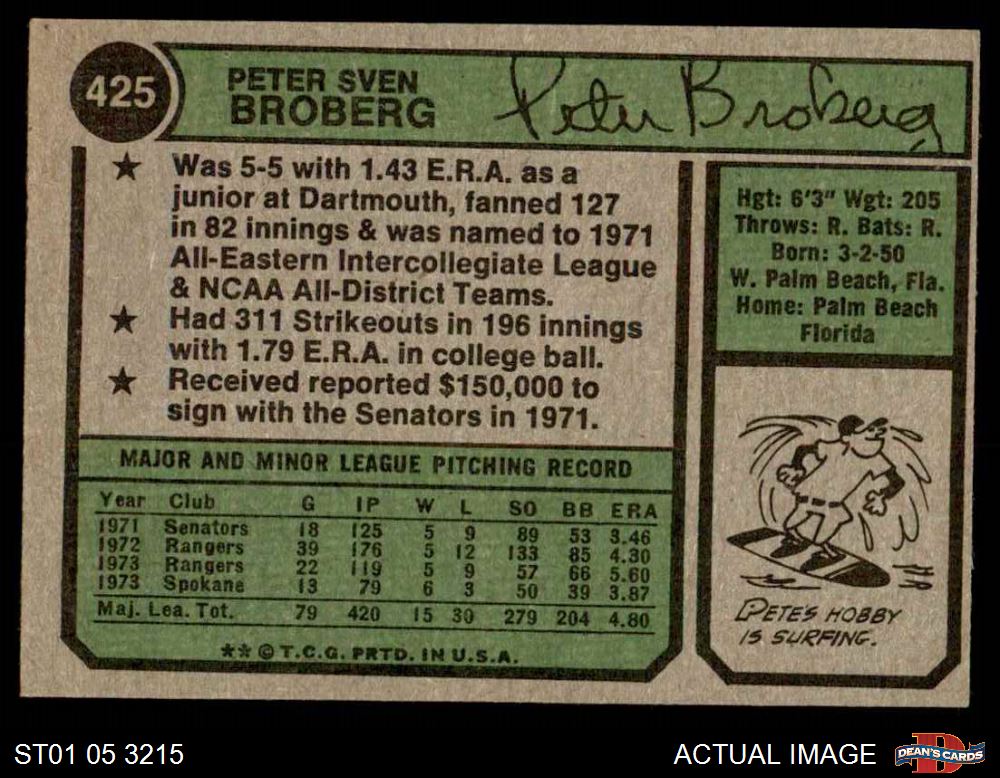 425
PETER SVEN
BROBERG
Peter Broberg
★ Was 5-5 with 1.43 E.R.A. as a
junior at Dartmouth, fanned 127
in 82 innings & was named to 1971
All-Eastern Intercollegiate League
& NCAA All-District Teams.
★ Had 311 Strikeouts in 196 innings
with 1.79 E.R.A. in college ball.
★ Received reported $150,000 to
sign with the Senators in 1971.
Hgt: 6'3" Wgt: 205
Throws: R. Bats: R.
Born: 3-2-50
W. Palm Beach, Fla.
Home: Palm Beach
Florida
MAJOR AND MINOR LEAGUE PITCHING RECORD
Year Club G IP W L SO BB ERA
1971 Senators 18 125 5 9 89 53 3.46
1972 Rangers 39 176 5 12 133 85 4.30
1973 Rangers 22 119 5 9 57 66 5.60
1973 Spokane 13 79 6 3 50 39 3.87
Maj. Lea. Tot. 79 420 15 30 279 204 4.80
** © T.C.G. PRTD. IN U.S.A.
PETE'S HOBBY
IS SURFING.
ST01 05 3215
ACTUAL IMAGE
D
DEAN'S CARDS